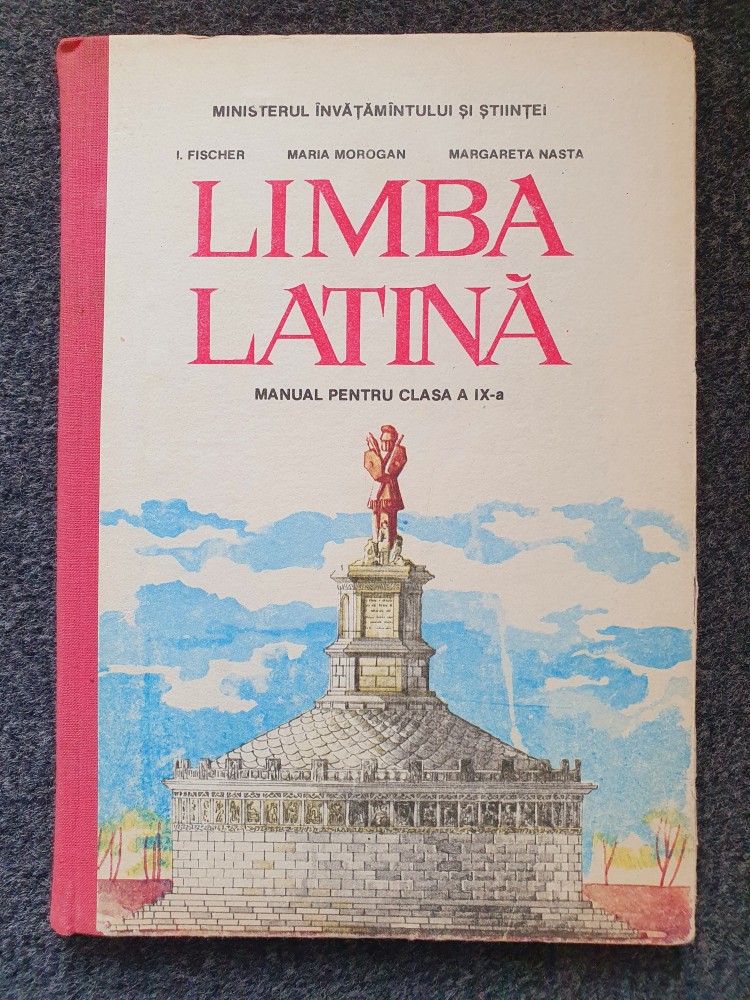 MINISTERUL ÎNVĂȚĂMÎNTULUI ȘI ȘTIINȚEI
I. FISCHER MARIA MOROGAN MARGARETA NASTA
LIMBA
LATINĂ
MANUAL PENTRU CLASA A IX-a